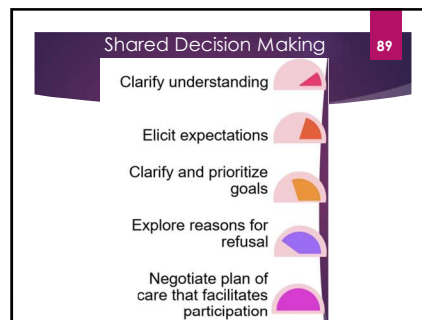 Shared Decision Making
89
Clarify understanding
Elicit expectations
Clarify and prioritize
goals
Explore reasons for
refusal
Negotiate plan of
care that facilitates
participation